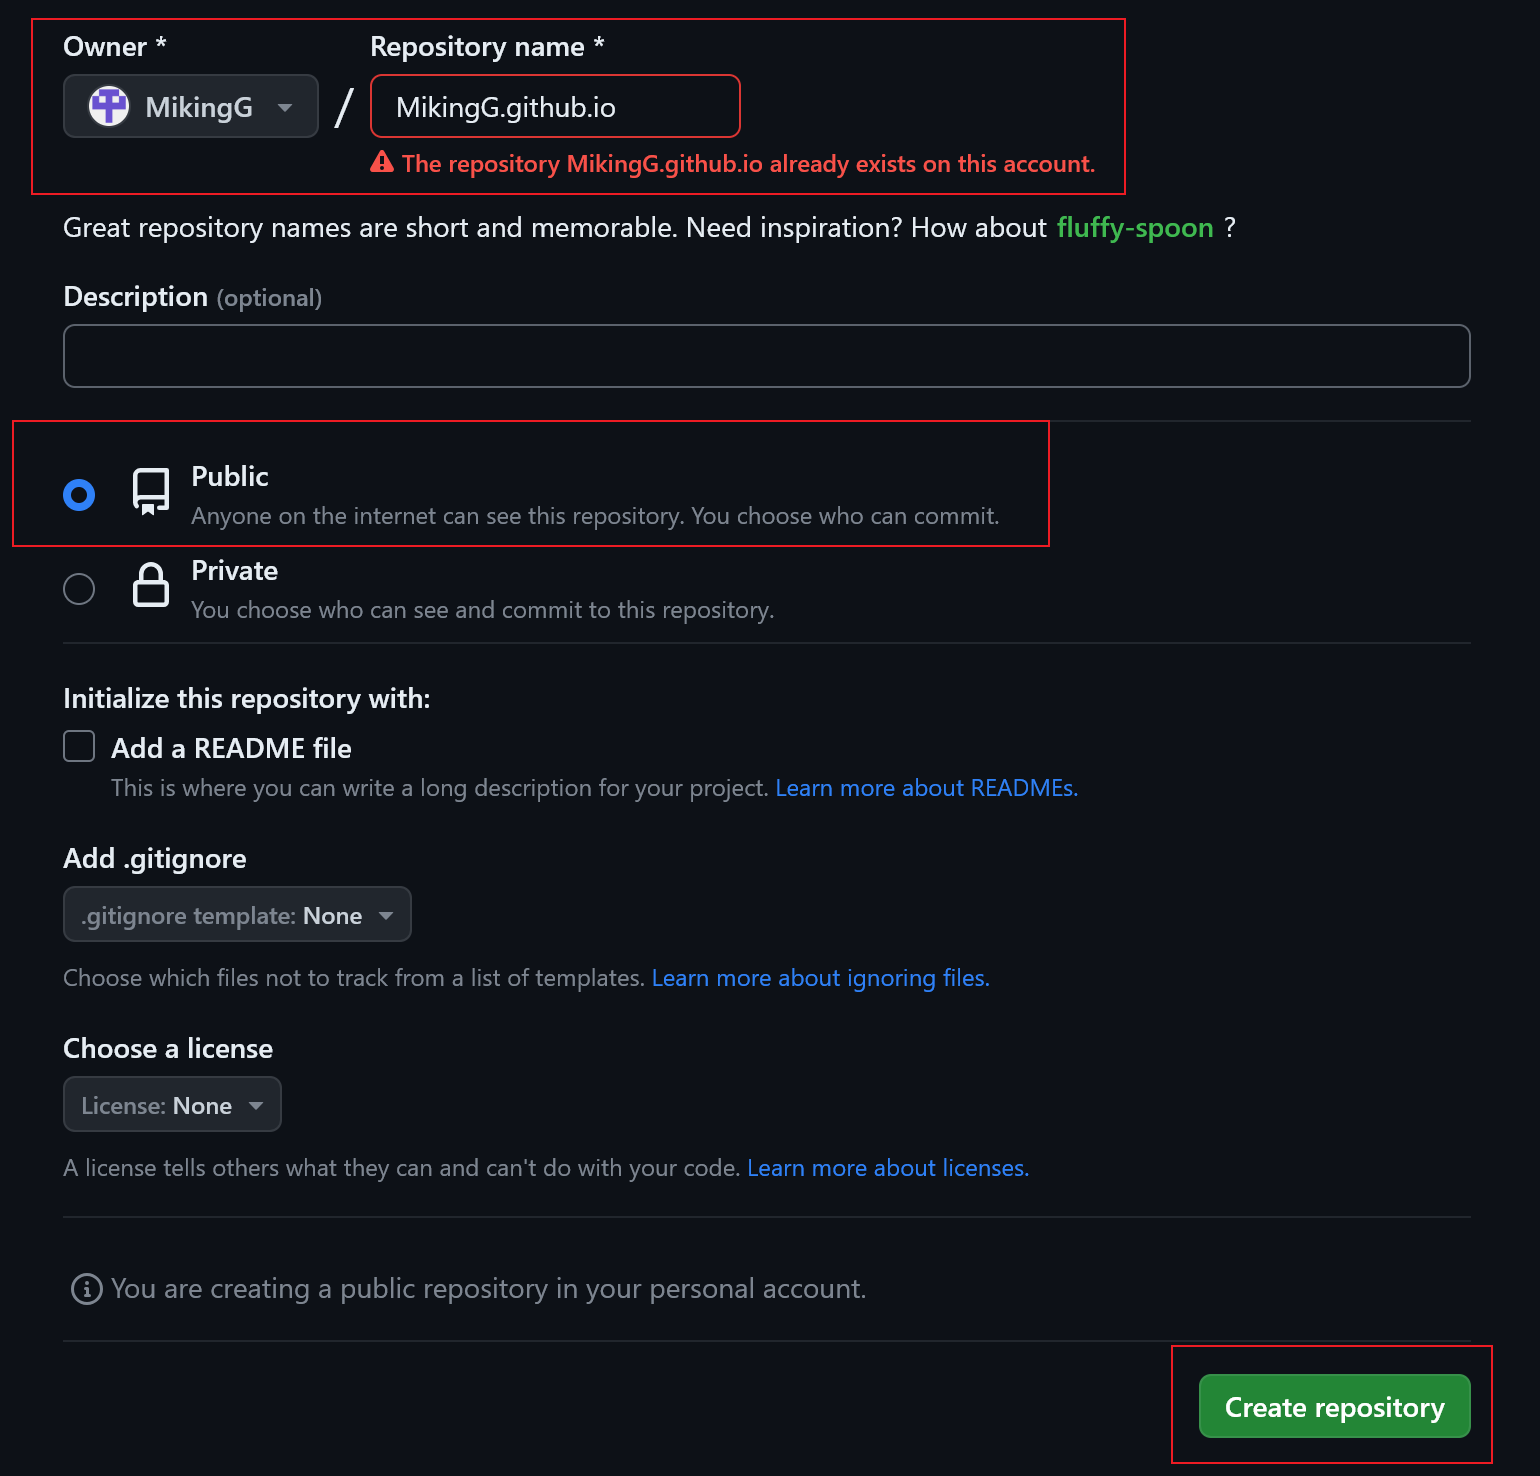 Owner * Repository name *
MikingG / MikingG.github.io
The repository MikingG.github.io already exists on this account.
Great repository names are short and memorable. Need inspiration? How about fluffy-spoon ?
Description (optional)
Public
Anyone on the internet can see this repository. You choose who can commit.
Private
You choose who can see and commit to this repository.
Initialize this repository with:
Add a README file
This is where you can write a long description for your project. Learn more about READMEs.
Add .gitignore
.gitignore template: None
Choose which files not to track from a list of templates. Learn more about ignoring files.
Choose a license
License: None
A license tells others what they can and can't do with your code. Learn more about licenses.
You are creating a public repository in your personal account.
Create repository